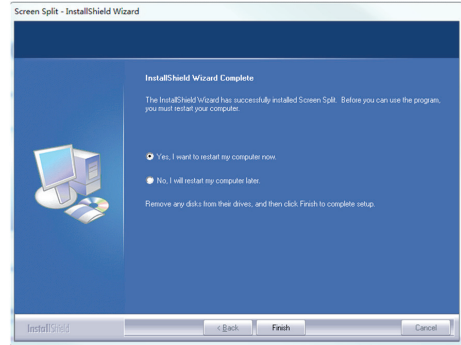 Screen Split - InstallShield Wizard
InstallShield Wizard Complete
The InstallShield Wizard has successfully installed Screen Split. Before you can use the program,
you must restart your computer.
Yes, I want to restart my computer now.
No, I will restart my computer later.
Remove any disks from their drives, and then click Finish to complete setup.
InstallShield
< Back
Finish
Cancel